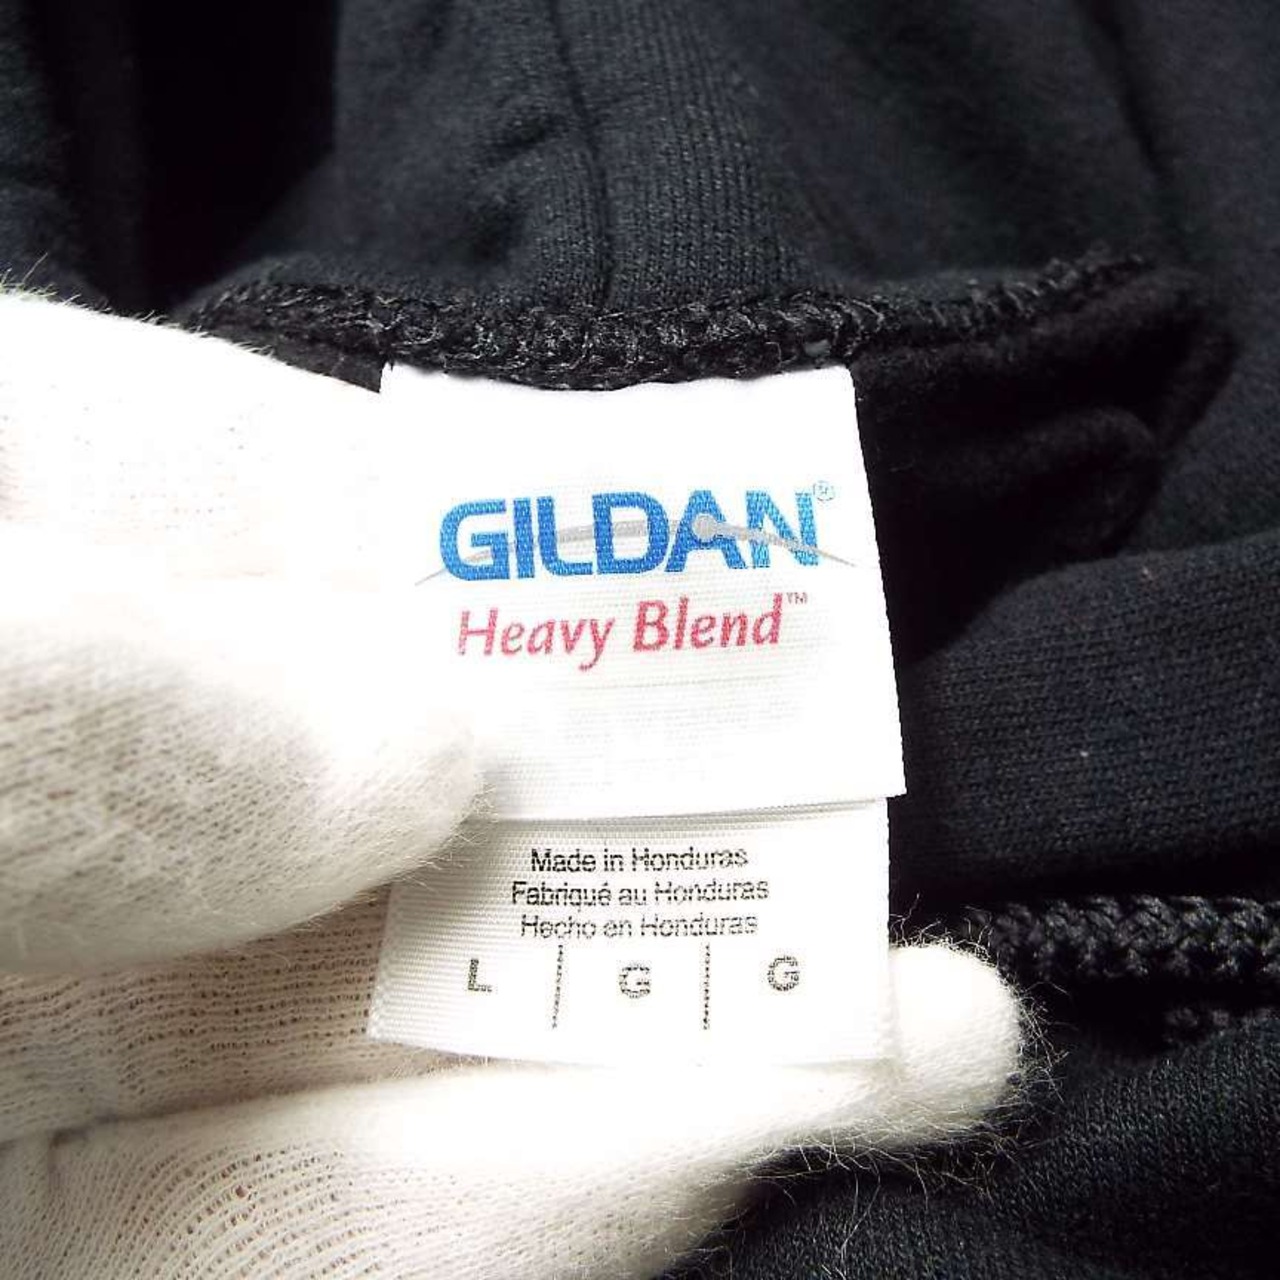 GILDAN®
Heavy Blend™
Made in Honduras
Fabriqué au Honduras
Hecho en Honduras
L G G